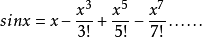 sinx = x − x³/3! + x⁵/5! − x⁷/7! ......